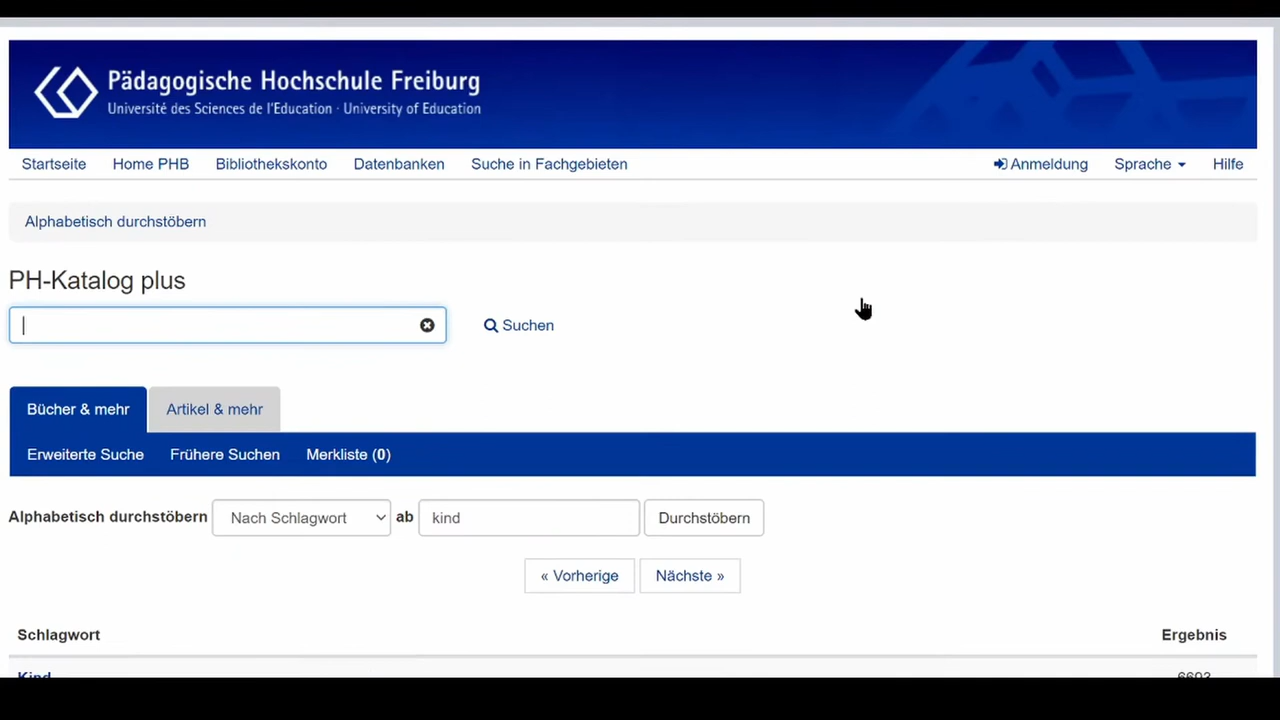 Pädagogische Hochschule Freiburg
Université des Sciences de l'Education · University of Education
Startseite Home PHB Bibliothekskonto Datenbanken Suche in Fachgebieten Anmeldung Sprache Hilfe
Alphabetisch durchstöbern
PH-Katalog plus
Suchen
Bücher & mehr Artikel & mehr
Erweiterte Suche Frühere Suchen Merkliste (0)
Alphabetisch durchstöbern Nach Schlagwort ab kind Durchstöbern
« Vorherige Nächste »
Schlagwort Ergebnis
Kind 6693